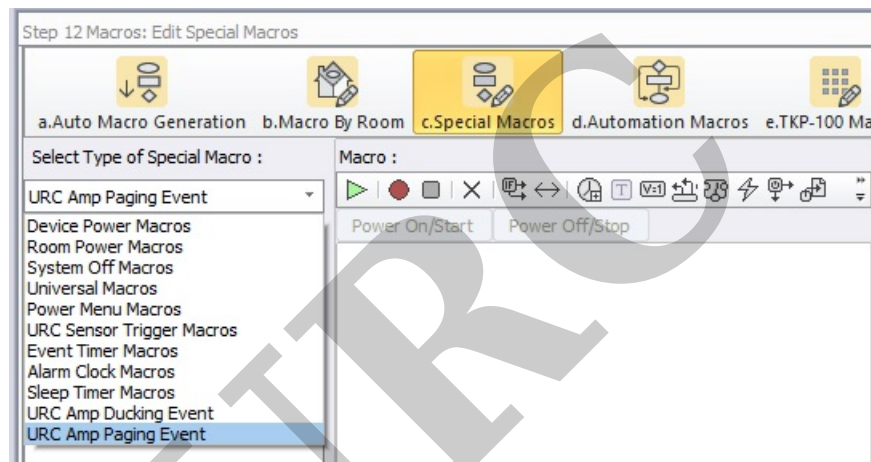 Step 12 Macros: Edit Special Macros
a.Auto Macro Generation b.Macro By Room c.Special Macros d.Automation Macros e.TKP-100 Ma
Select Type of Special Macro :
Macro :
URC Amp Paging Event
IF T V=1
Power On/Start Power Off/Stop
Device Power Macros
Room Power Macros
System Off Macros
Universal Macros
Power Menu Macros
URC Sensor Trigger Macros
Event Timer Macros
Alarm Clock Macros
Sleep Timer Macros
URC Amp Ducking Event
URC Amp Paging Event
URC